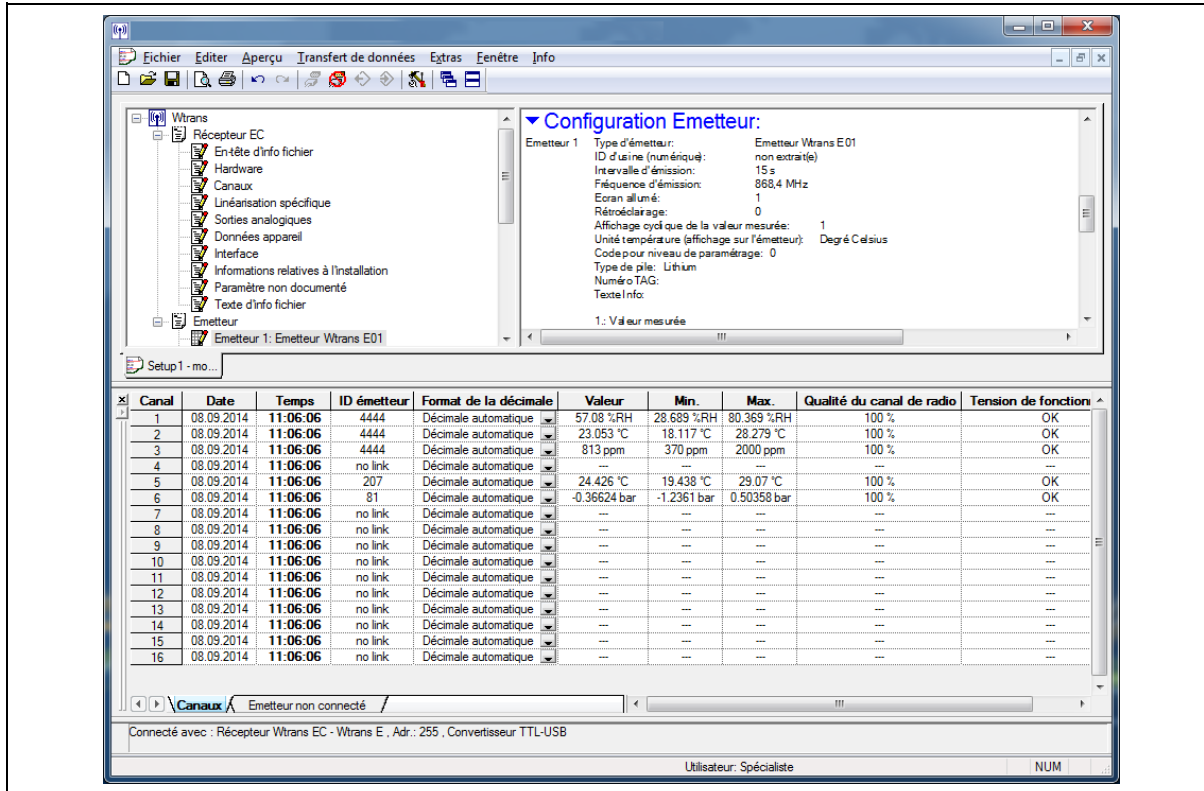 Fichier Editer Aperçu Transfert de données Extras Fenêtre Info
Wtrans
Récepteur EC
En-tête d'info fichier
Hardware
Canaux
Linéarisation spécifique
Sorties analogiques
Données appareil
Interface
Informations relatives à l'installation
Paramètre non documenté
Texte d'info fichier
Emetteur
Emetteur 1: Emetteur Wtrans E01
Configuration Emetteur:
Emetteur 1 Type d'émetteur: Emetteur Wtrans E01
ID d'usine (numérique): non extrait(e)
Intervalle d'émission: 15 s
Fréquence d'émission: 868,4 MHz
Ecran allumé: 1
Rétroéclairage: 0
Affichage cyclique de la valeur mesurée: 1
Unité température (affichage sur l'émetteur): Degré Celsius
Code pour niveau de paramétrage: 0
Type de pile: Lithium
Numéro TAG:
Texte Info:
1.: Valeur mesurée
Setup1 - mo...
Canal Date Temps ID émetteur Format de la décimale Valeur Min. Max. Qualité du canal de radio Tension de fonctionn
1 08.09.2014 11:06:06 4444 Décimale automatique 57.08 %RH 28.689 %RH 80.369 %RH 100 % OK
2 08.09.2014 11:06:06 4444 Décimale automatique 23.053 °C 18.117 °C 28.279 °C 100 % OK
3 08.09.2014 11:06:06 4444 Décimale automatique 813 ppm 370 ppm 2000 ppm 100 % OK
4 08.09.2014 11:06:06 no link Décimale automatique --- --- --- --- ---
5 08.09.2014 11:06:06 207 Décimale automatique 24.426 °C 19.438 °C 29.07 °C 100 % OK
6 08.09.2014 11:06:06 81 Décimale automatique -0.36624 bar -1.2361 bar 0.50358 bar 100 % OK
7 08.09.2014 11:06:06 no link Décimale automatique --- --- --- --- ---
8 08.09.2014 11:06:06 no link Décimale automatique --- --- --- --- ---
9 08.09.2014 11:06:06 no link Décimale automatique --- --- --- --- ---
10 08.09.2014 11:06:06 no link Décimale automatique --- --- --- --- ---
11 08.09.2014 11:06:06 no link Décimale automatique --- --- --- --- ---
12 08.09.2014 11:06:06 no link Décimale automatique --- --- --- --- ---
13 08.09.2014 11:06:06 no link Décimale automatique --- --- --- --- ---
14 08.09.2014 11:06:06 no link Décimale automatique --- --- --- --- ---
15 08.09.2014 11:06:06 no link Décimale automatique --- --- --- --- ---
16 08.09.2014 11:06:06 no link Décimale automatique --- --- --- --- ---
Canaux Emetteur non connecté
Connecté avec : Récepteur Wtrans EC - Wtrans E , Adr.: 255 , Convertisseur TTL-USB
Utilisateur: Spécialiste NUM